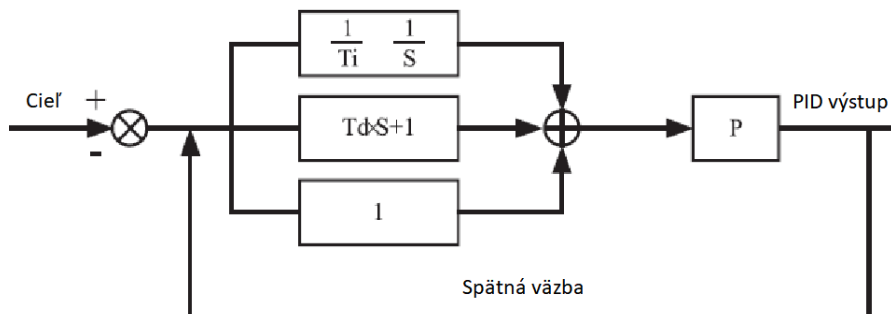 1 1
Ti S
Cieľ +
-
Td×S+1
P
PID výstup
1
Spätná väzba